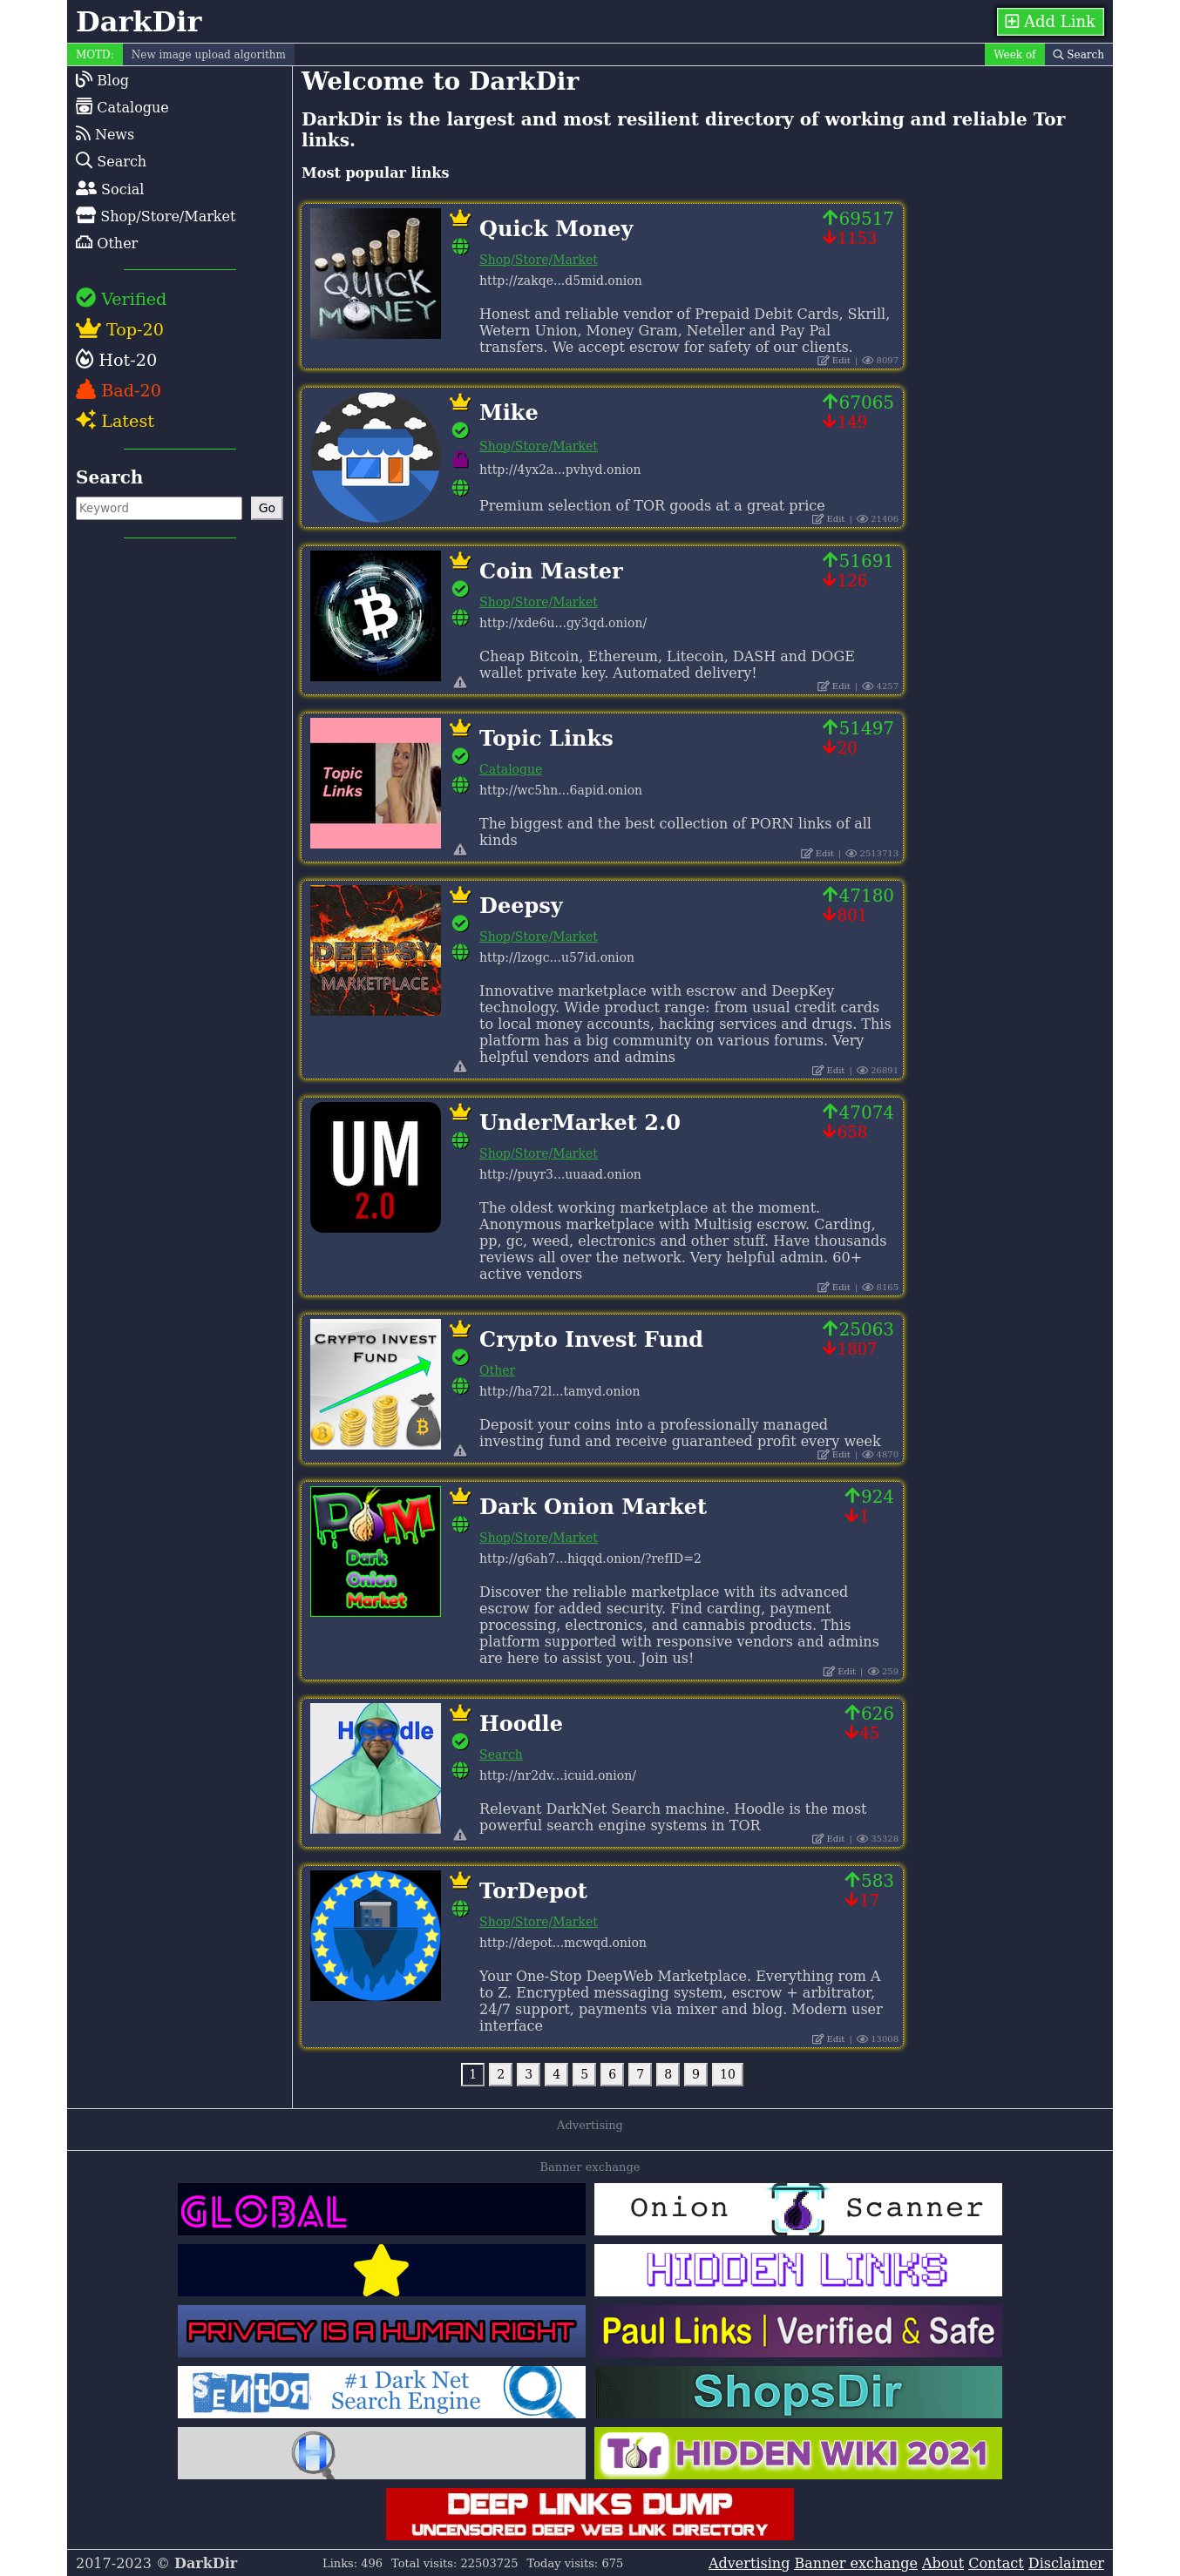 DarkDir
Add Link
MOTD: New image upload algorithm
Week of Search
Blog
Catalogue
News
Search
Social
Shop/Store/Market
Other
Verified
Top-20
Hot-20
Bad-20
Latest
Search
Keyword Go
Welcome to DarkDir
DarkDir is the largest and most resilient directory of working and reliable Tor
links.
Most popular links
QUICK
MONEY
Quick Money
69517
1153
Shop/Store/Market
http://zakqe...d5mid.onion
Honest and reliable vendor of Prepaid Debit Cards, Skrill,
Wetern Union, Money Gram, Neteller and Pay Pal
transfers. We accept escrow for safety of our clients.
Edit | 8097
Mike
67065
149
Shop/Store/Market
http://4yx2a...pvhyd.onion
Premium selection of TOR goods at a great price
Edit | 21406
Coin Master
51691
126
Shop/Store/Market
http://xde6u...gy3qd.onion/
Cheap Bitcoin, Ethereum, Litecoin, DASH and DOGE
wallet private key. Automated delivery!
Edit | 4257
Topic
Links
Topic Links
51497
20
Catalogue
http://wc5hn...6apid.onion
The biggest and the best collection of PORN links of all
kinds
Edit | 2513713
DEEPSY
MARKETPLACE
Deepsy
47180
801
Shop/Store/Market
http://lzogc...u57id.onion
Innovative marketplace with escrow and DeepKey
technology. Wide product range: from usual credit cards
to local money accounts, hacking services and drugs. This
platform has a big community on various forums. Very
helpful vendors and admins
Edit | 26891
UM
2.0
UnderMarket 2.0
47074
658
Shop/Store/Market
http://puyr3...uuaad.onion
The oldest working marketplace at the moment.
Anonymous marketplace with Multisig escrow. Carding,
pp, gc, weed, electronics and other stuff. Have thousands
reviews all over the network. Very helpful admin. 60+
active vendors
Edit | 8165
CRYPTO INVEST
FUND
Crypto Invest Fund
25063
1807
Other
http://ha72l...tamyd.onion
Deposit your coins into a professionally managed
investing fund and receive guaranteed profit every week
Edit | 4870
DOM
Dark
Onion
Market
Dark Onion Market
924
1
Shop/Store/Market
http://g6ah7...hiqqd.onion/?refID=2
Discover the reliable marketplace with its advanced
escrow for added security. Find carding, payment
processing, electronics, and cannabis products. This
platform supported with responsive vendors and admins
are here to assist you. Join us!
Edit | 259
Hoodle
Hoodle
626
45
Search
http://nr2dv...icuid.onion/
Relevant DarkNet Search machine. Hoodle is the most
powerful search engine systems in TOR
Edit | 35328
TorDepot
583
17
Shop/Store/Market
http://depot...mcwqd.onion
Your One-Stop DeepWeb Marketplace. Everything rom A
to Z. Encrypted messaging system, escrow + arbitrator,
24/7 support, payments via mixer and blog. Modern user
interface
Edit | 13008
1 2 3 4 5 6 7 8 9 10
Advertising
Banner exchange
GLOBAL
Onion Scanner
HIDDEN LINKS
PRIVACY IS A HUMAN RIGHT
Paul Links | Verified & Safe
SENTOR
#1 Dark Net
Search Engine
ShopsDir
H
Tor HIDDEN WIKI 2021
DEEP LINKS DUMP
UNCENSORED DEEP WEB LINK DIRECTORY
2017-2023 © DarkDir
Links: 496 Total visits: 22503725 Today visits: 675
Advertising Banner exchange About Contact Disclaimer